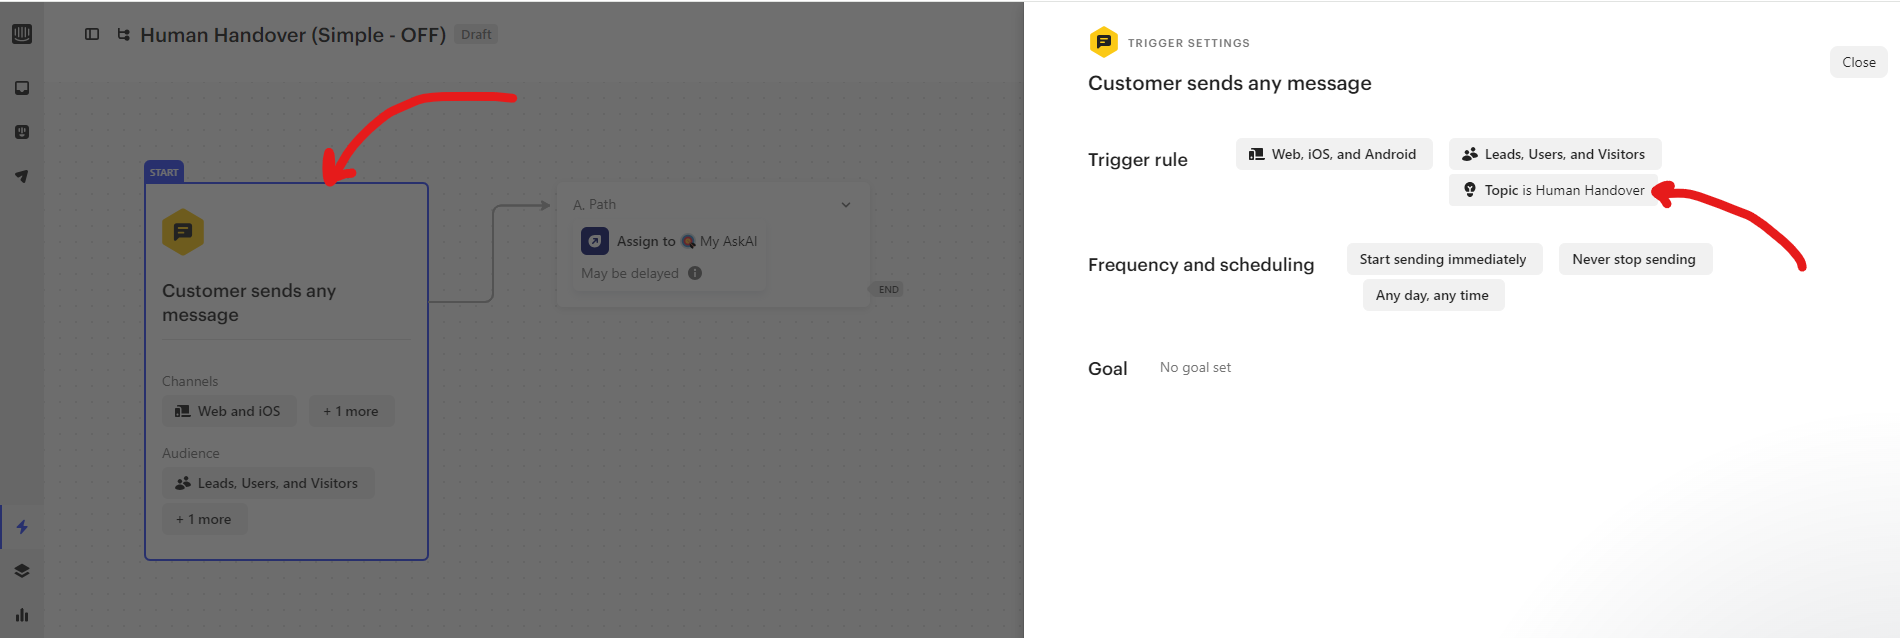 Human Handover (Simple - OFF) Draft
START
Customer sends any
message
Channels
Web and iOS + 1 more
Audience
Leads, Users, and Visitors
+ 1 more
A. Path
Assign to My AskAI
May be delayed
END
TRIGGER SETTINGS
Close
Customer sends any message
Trigger rule Web, iOS, and Android Leads, Users, and Visitors
Topic is Human Handover
Frequency and scheduling Start sending immediately Never stop sending
Any day, any time
Goal No goal set